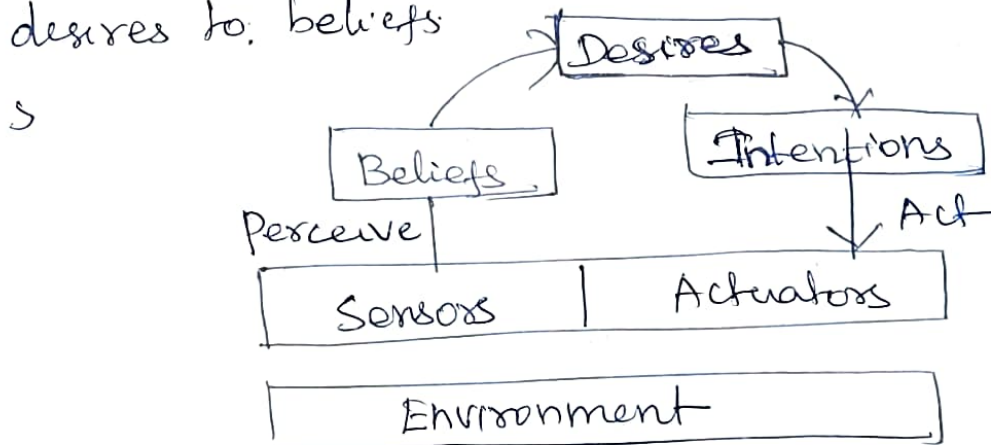 desires to. beliefs
s
Desires
Beliefs
Intentions
Perceive
Act
Sensors
Actuators
Environment